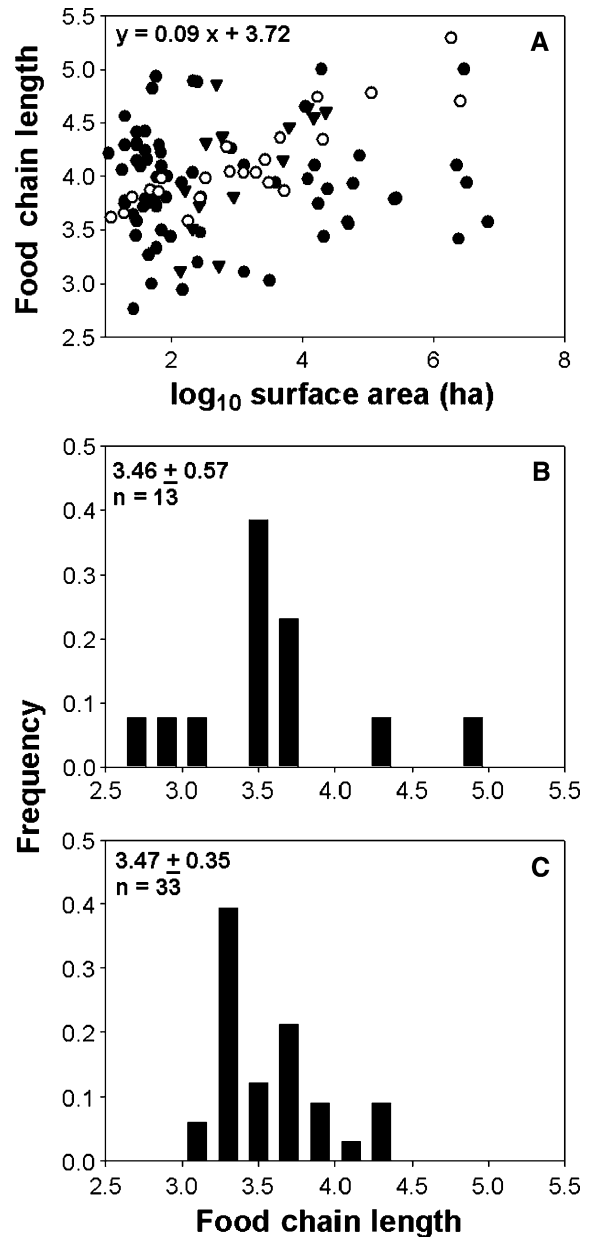 y = 0.09 x + 3.72
A
5.5
5.0
4.5
4.0
3.5
3.0
2.5
Food chain length
2 4 6 8
log10 surface area (ha)
3.46 ± 0.57
n = 13
B
0.5
0.4
0.3
0.2
0.1
0.0
2.5 3.0 3.5 4.0 4.5 5.0 5.5
Frequency
3.47 ± 0.35
n = 33
C
0.5
0.4
0.3
0.2
0.1
0.0
2.5 3.0 3.5 4.0 4.5 5.0 5.5
Food chain length